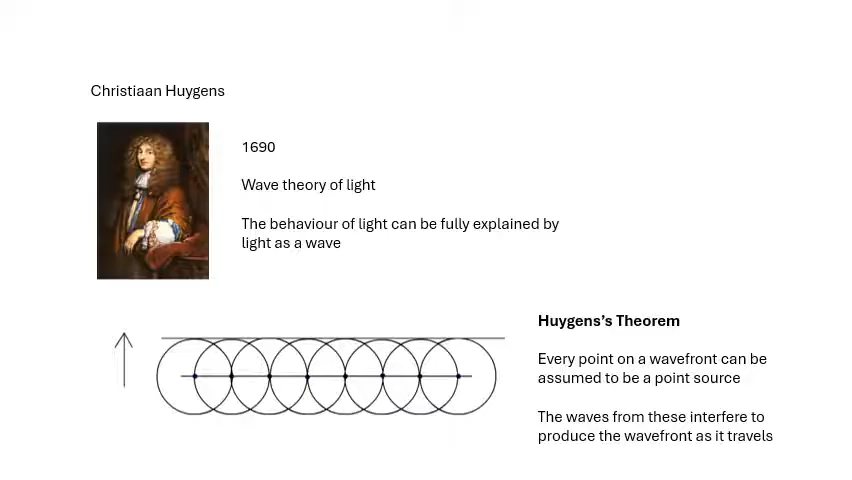 Christiaan Huygens
1690
Wave theory of light
The behaviour of light can be fully explained by
light as a wave
Huygens's Theorem
Every point on a wavefront can be
assumed to be a point source
The waves from these interfere to
produce the wavefront as it travels